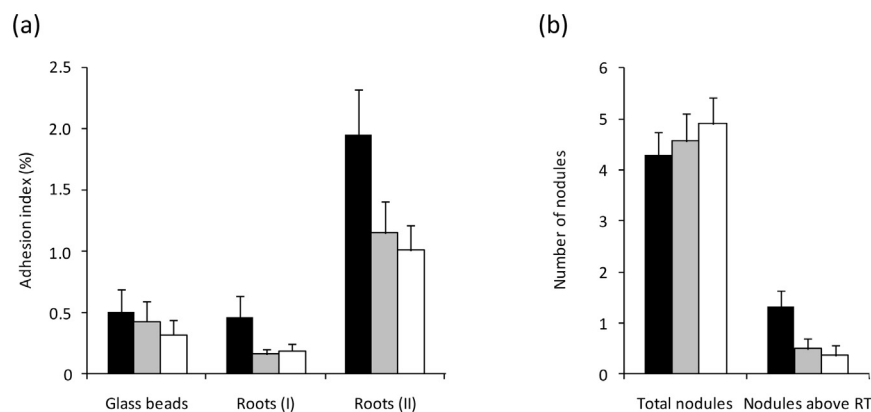 (a)
Adhesion index (%)
2.5
2.0
1.5
1.0
0.5
0
Glass beads Roots (I) Roots (II)
(b)
Number of nodules
6
5
4
3
2
1
0
Total nodules Nodules above RT